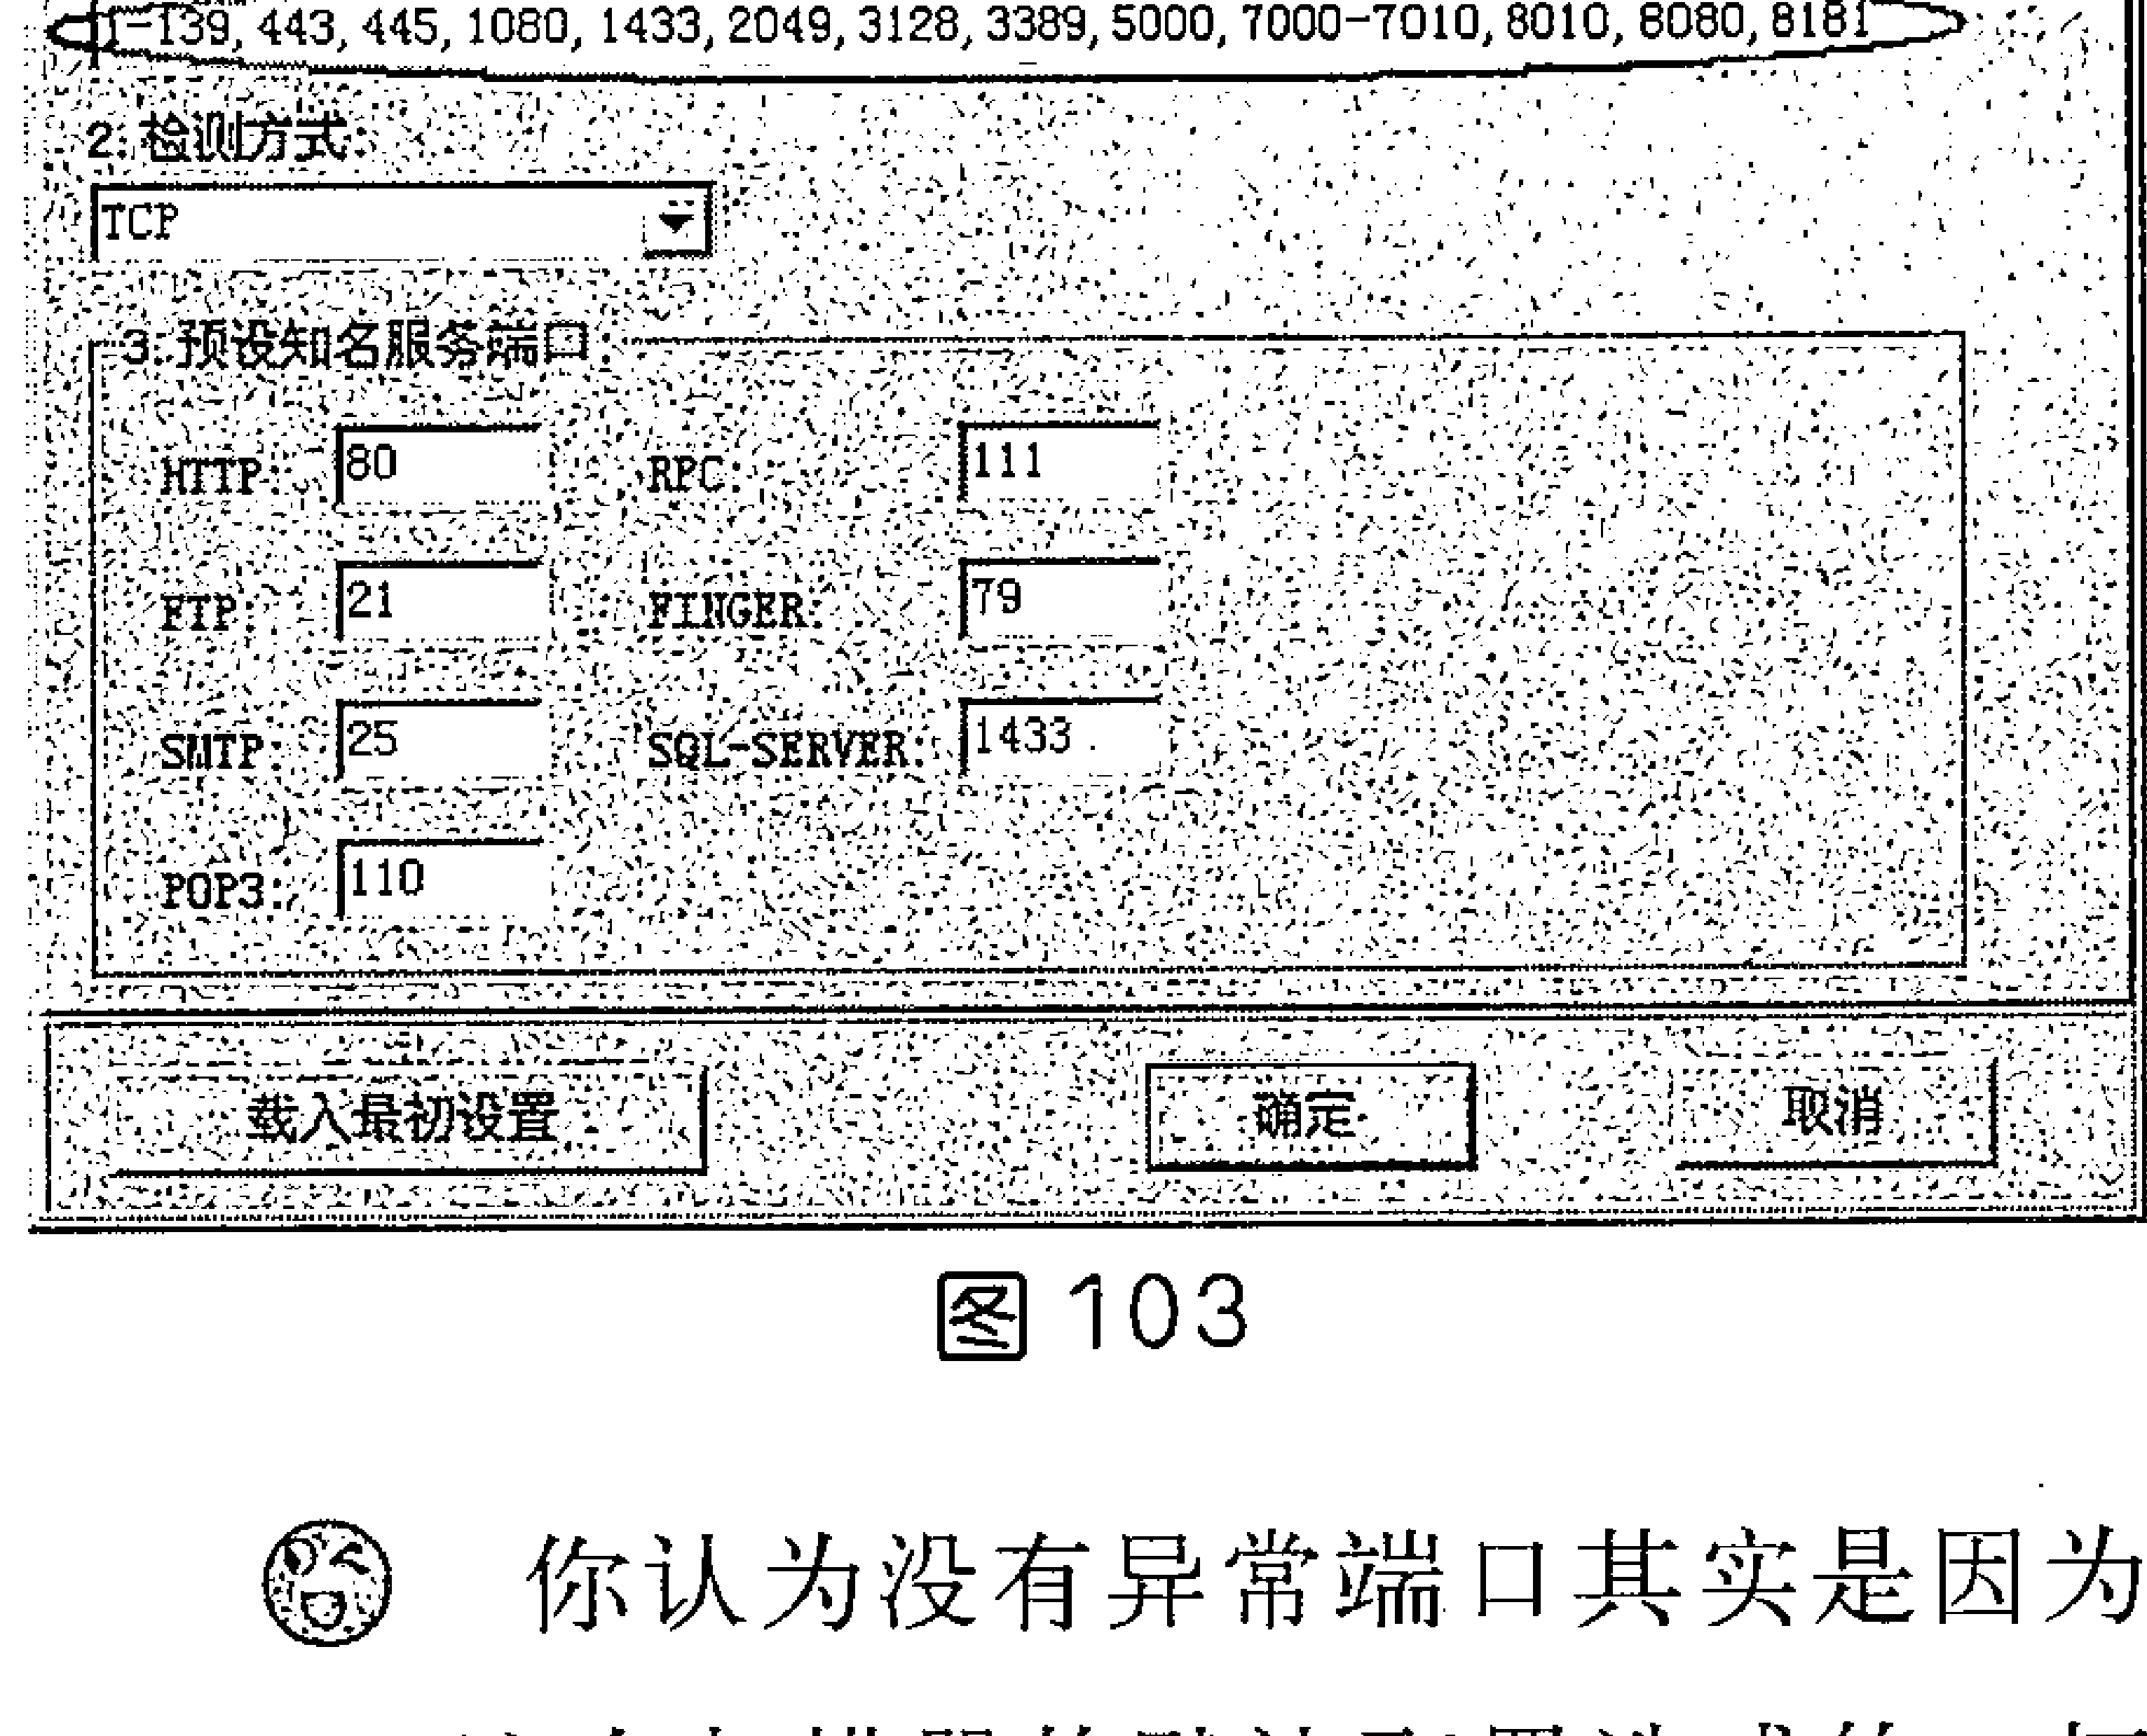 1-139, 443, 445, 1080, 1433, 2049, 3128, 3389, 5000, 7000-7010, 8010, 8080, 8181
2. 检测方式:
TCP
3. 预设知名服务端口:
HTTP: 80 RPC: 111
FTP: 21 FINGER: 79
SMTP: 25 SQL-SERVER: 1433
POP3: 110
载入最初设置 确定 取消
图 103
你认为没有异常端口其实是因为